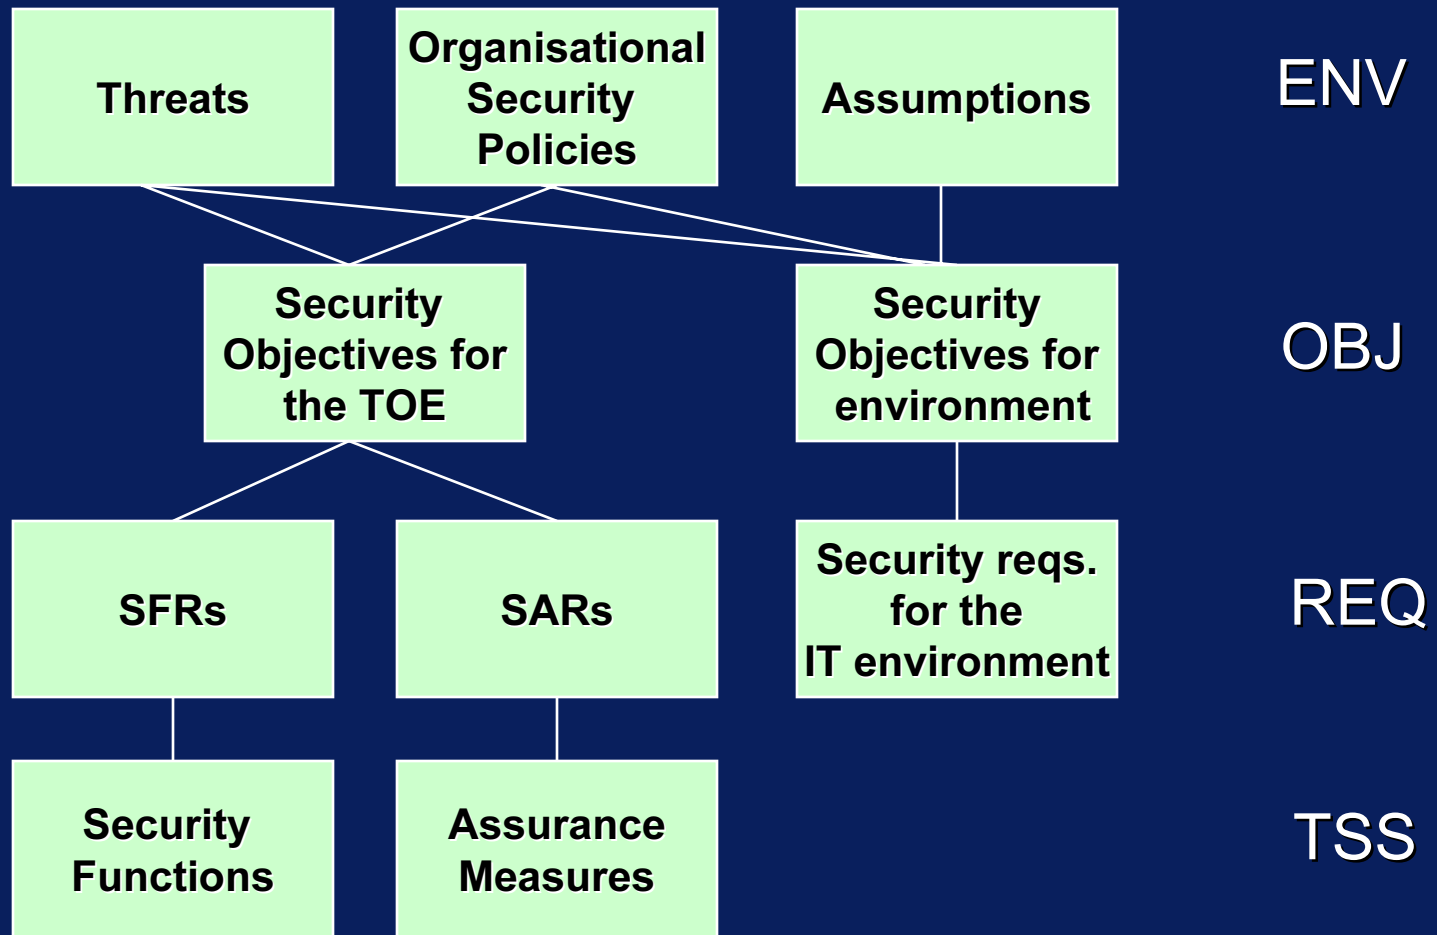 Threats
Organisational
Security
Policies
Assumptions
ENV
Security
Objectives for
the TOE
Security
Objectives for
environment
OBJ
SFRs
SARs
Security reqs.
for the
IT environment
REQ
Security
Functions
Assurance
Measures
TSS